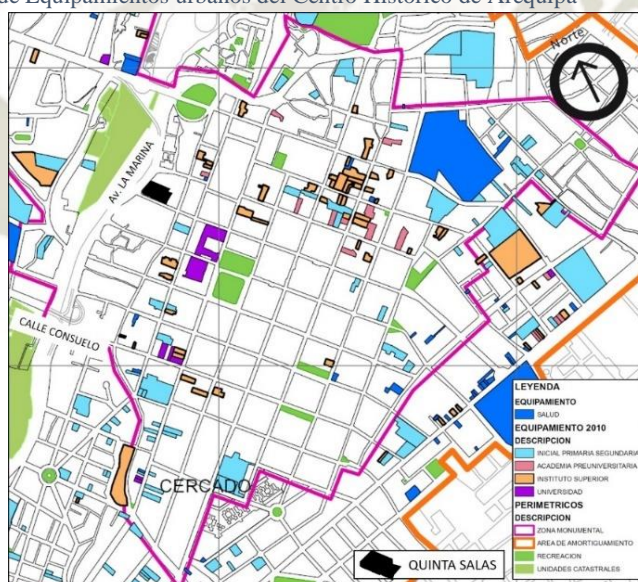 de Equipamientos urbanos del Centro Histórico de Arequipa
Norte
AV. LA MARINA
CALLE CONSUELO
CERCADO
LEYENDA
EQUIPAMIENTO
SALUD
EQUIPAMIENTO 2010
DESCRIPCION
INICIAL PRIMARIA SEGUNDARIA
ACADEMIA PREUNIVERSITARIA
INSTITUTO SUPERIOR
UNIVERSIDAD
PERIMETRICOS
DESCRIPCION
ZONA MONUMENTAL
AREA DE AMORTIGUAMIENTO
RECREACION
UNIDADES CATASTRALES
QUINTA SALAS